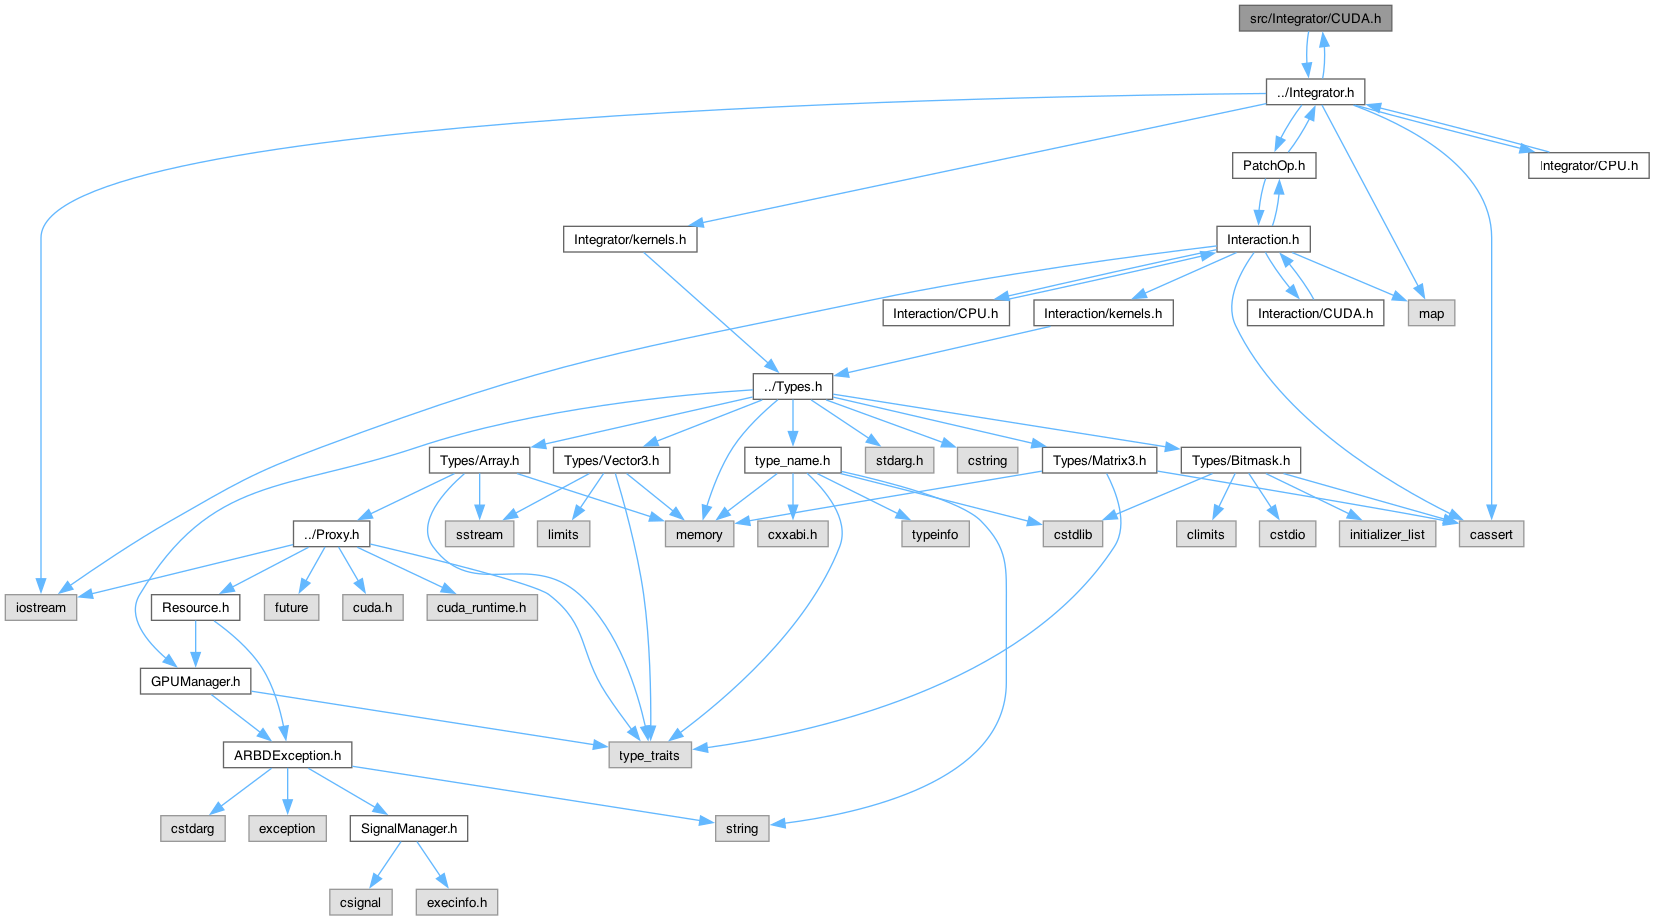 src/Integrator/CUDA.h
../Integrator.h
PatchOp.h
Integrator/CPU.h
Integrator/kernels.h
Interaction.h
Interaction/CPU.h
Interaction/kernels.h
Interaction/CUDA.h
map
../Types.h
Types/Array.h
Types/Vector3.h
type_name.h
stdarg.h
cstring
Types/Matrix3.h
Types/Bitmask.h
../Proxy.h
sstream
limits
memory
cxxabi.h
typeinfo
cstdlib
climits
cstdio
initializer_list
cassert
iostream
Resource.h
future
cuda.h
cuda_runtime.h
GPUManager.h
ARBDException.h
type_traits
cstdarg
exception
SignalManager.h
string
csignal
execinfo.h